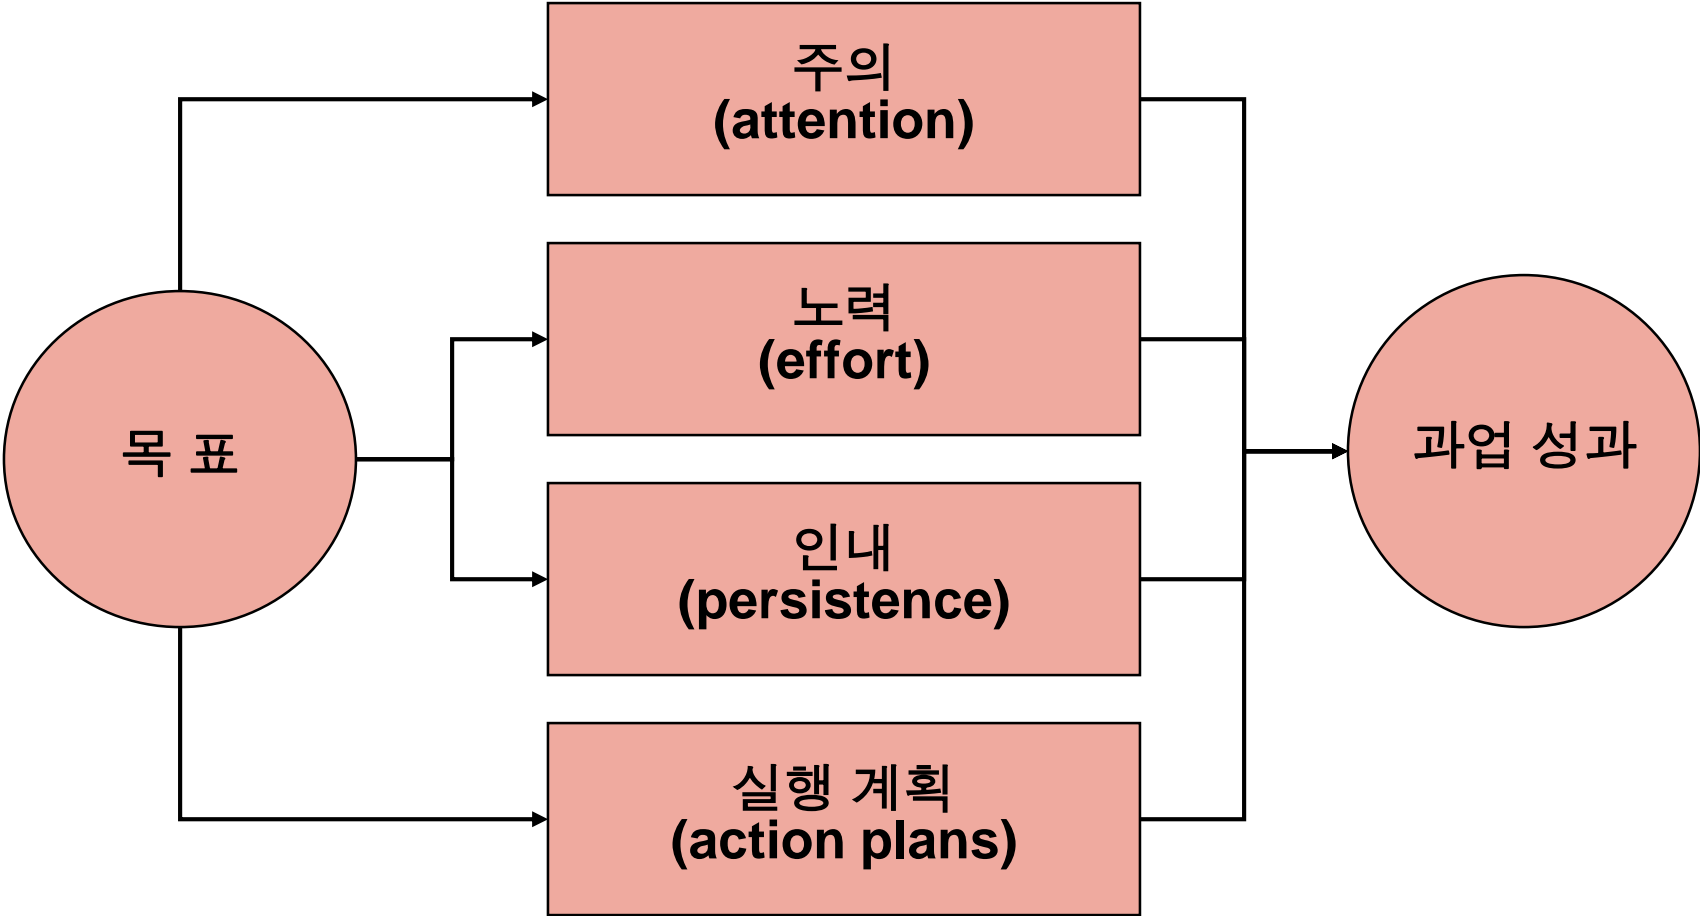 주의
(attention)
노력
(effort)
목 표
과업 성과
인내
(persistence)
실행 계획
(action plans)